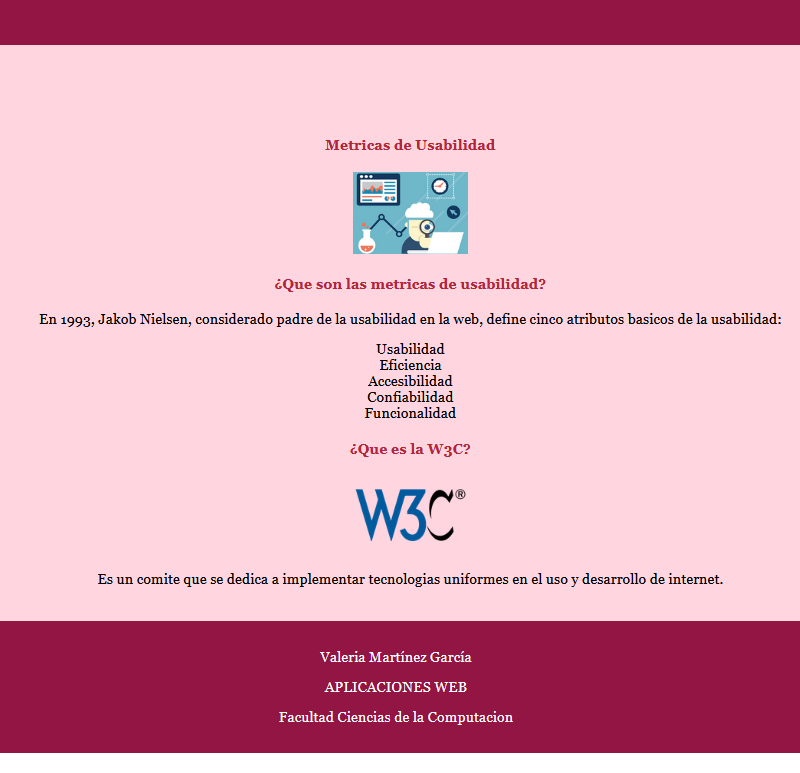 Metricas de Usabilidad
¿Que son las metricas de usabilidad?
En 1993, Jakob Nielsen, considerado padre de la usabilidad en la web, define cinco atributos basicos de la usabilidad:
Usabilidad
Eficiencia
Accesibilidad
Confiabilidad
Funcionalidad
¿Que es la W3C?
W3C®
Es un comite que se dedica a implementar tecnologias uniformes en el uso y desarrollo de internet.
Valeria Martínez García
APLICACIONES WEB
Facultad Ciencias de la Computacion